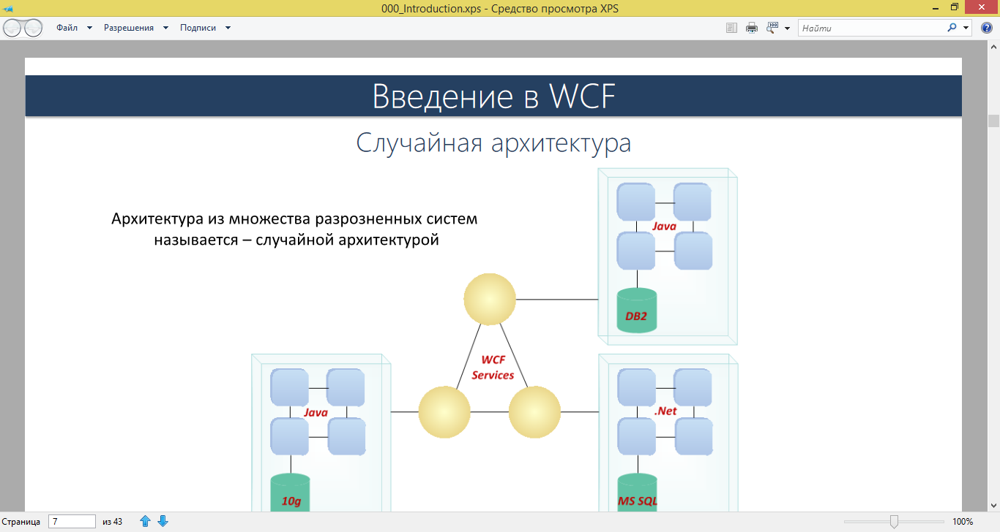 000_Introduction.xps - Средство просмотра XPS
Файл Разрешения Подписи
100
Найти
?
Введение в WCF
Случайная архитектура
Архитектура из множества разрозненных систем
называется – случайной архитектурой
Java
DB2
WCF
Services
Java
10g
.Net
MS SQL
Страница 7 из 43
100%